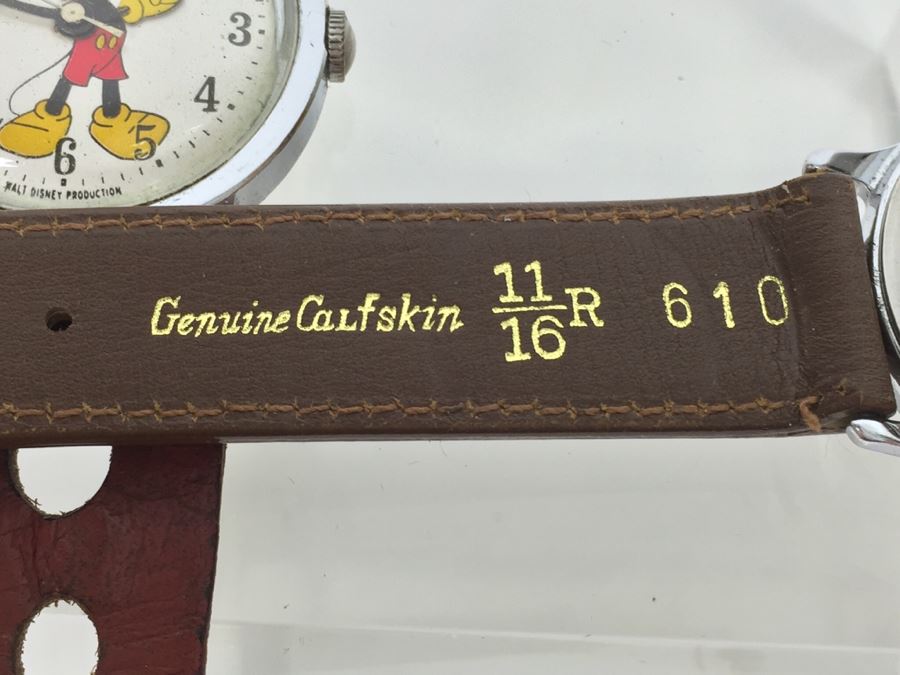 3
4
5
6
WALT DISNEY PRODUCTION
Genuine Calfskin 11/16 R 610